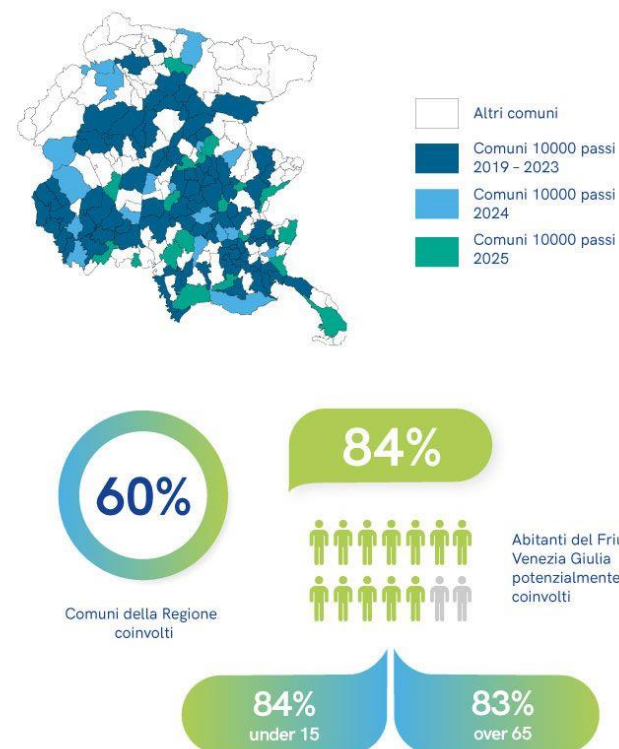 Altri comuni
Comuni 10000 passi
2019 - 2023
Comuni 10000 passi
2024
Comuni 10000 passi
2025
60%
Comuni della Regione
coinvolti
84%
Abitanti del
Venezia Giulia
potenzialmente
coinvolti
84%
under 15
83%
over 65